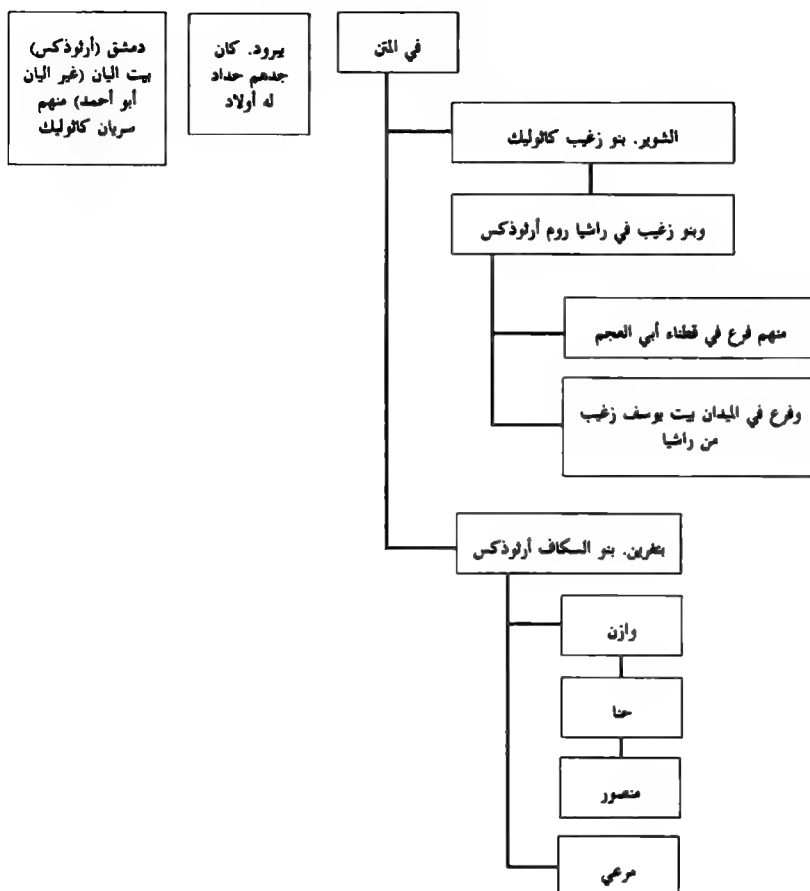 في المتن
يبرود. كان
جدهم حداد
له أولاد
دمشق (أرثوذكس)
بيت اليان (غير اليان
أبو أحمد) منهم
سريان كاثوليك
الشوير. بنو زغيب كاثوليك
وبنو زغيب في راشيا روم أرثوذكس
منهم فرع في قطناء أبي العجم
وفرع في الميدان بيت يوسف زغيب
من راشيا
بتغرين. بنو السكاف أرثوذكس
وازن
حنا
منصور
مرعي